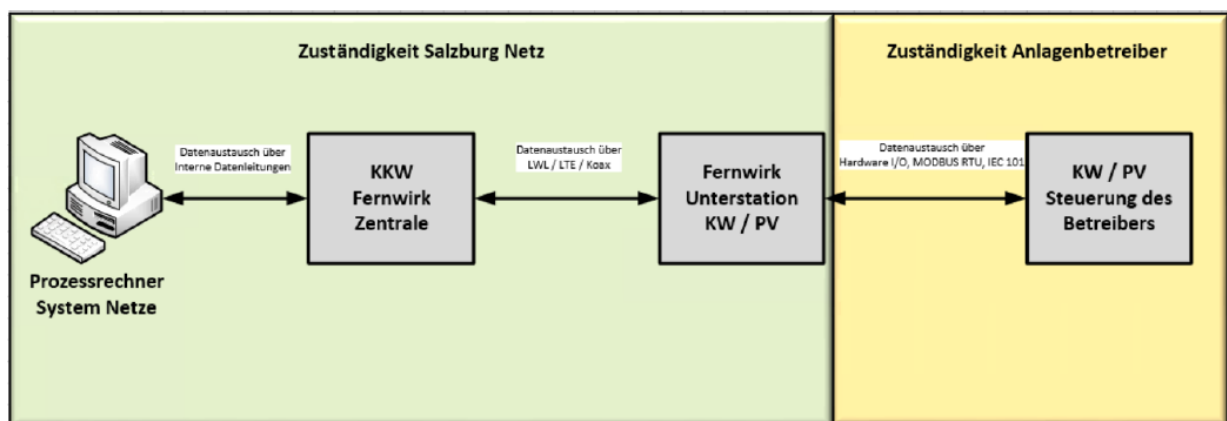 Zuständigkeit Salzburg Netz
Zuständigkeit Anlagenbetreiber
Datenaustausch über
Interne Datenleitungen
Datenaustausch über
LWL / LTE / Koax
Datenaustausch über
Hardware I/O, MODBUS RTU, IEC 101
KKW
Fernwirk
Zentrale
Fernwirk
Unterstation
KW / PV
KW / PV
Steuerung des
Betreibers
Prozessrechner
System Netze